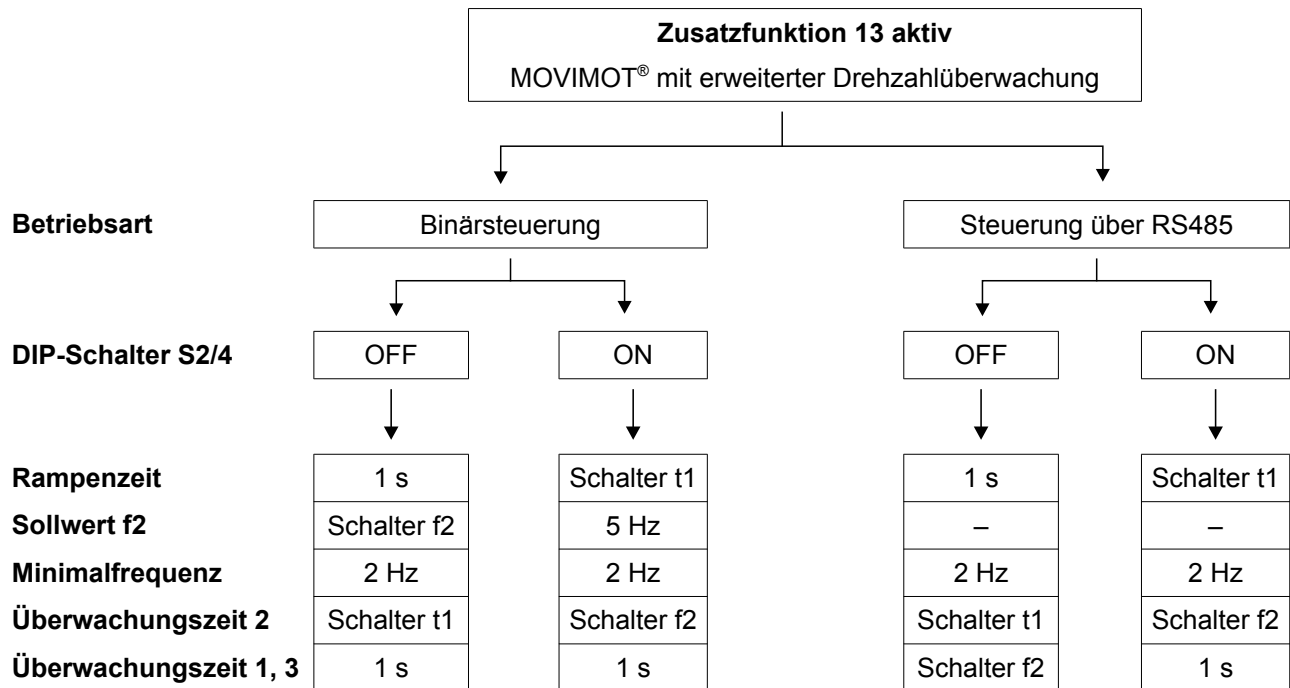 Zusatzfunktion 13 aktiv
MOVIMOT® mit erweiterter Drehzahlüberwachung
Betriebsart Binärsteuerung Steuerung über RS485
DIP-Schalter S2/4 OFF ON OFF ON
Rampenzeit 1 s Schalter t1 1 s Schalter t1
Sollwert f2 Schalter f2 5 Hz – –
Minimalfrequenz 2 Hz 2 Hz 2 Hz 2 Hz
Überwachungszeit 2 Schalter t1 Schalter f2 Schalter t1 Schalter f2
Überwachungszeit 1, 3 1 s 1 s Schalter f2 1 s